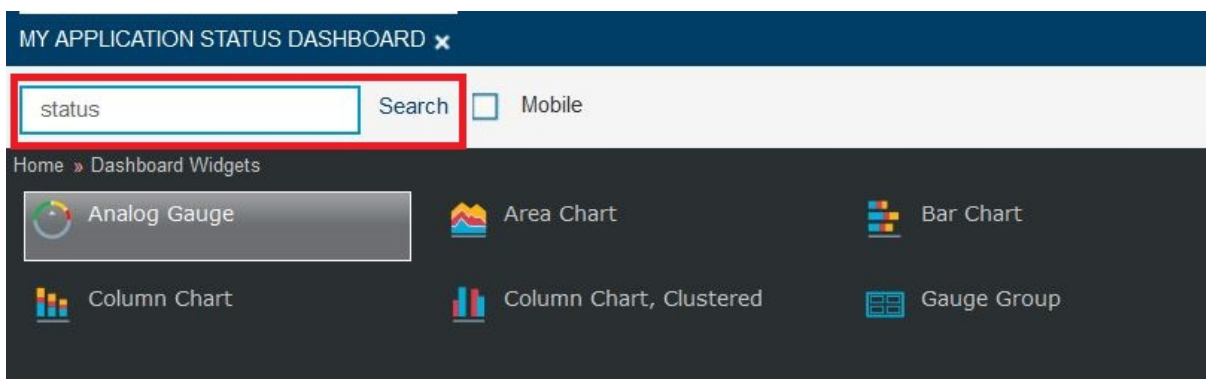 MY APPLICATION STATUS DASHBOARD x
status Search Mobile
Home » Dashboard Widgets
Analog Gauge Area Chart Bar Chart
Column Chart Column Chart, Clustered Gauge Group